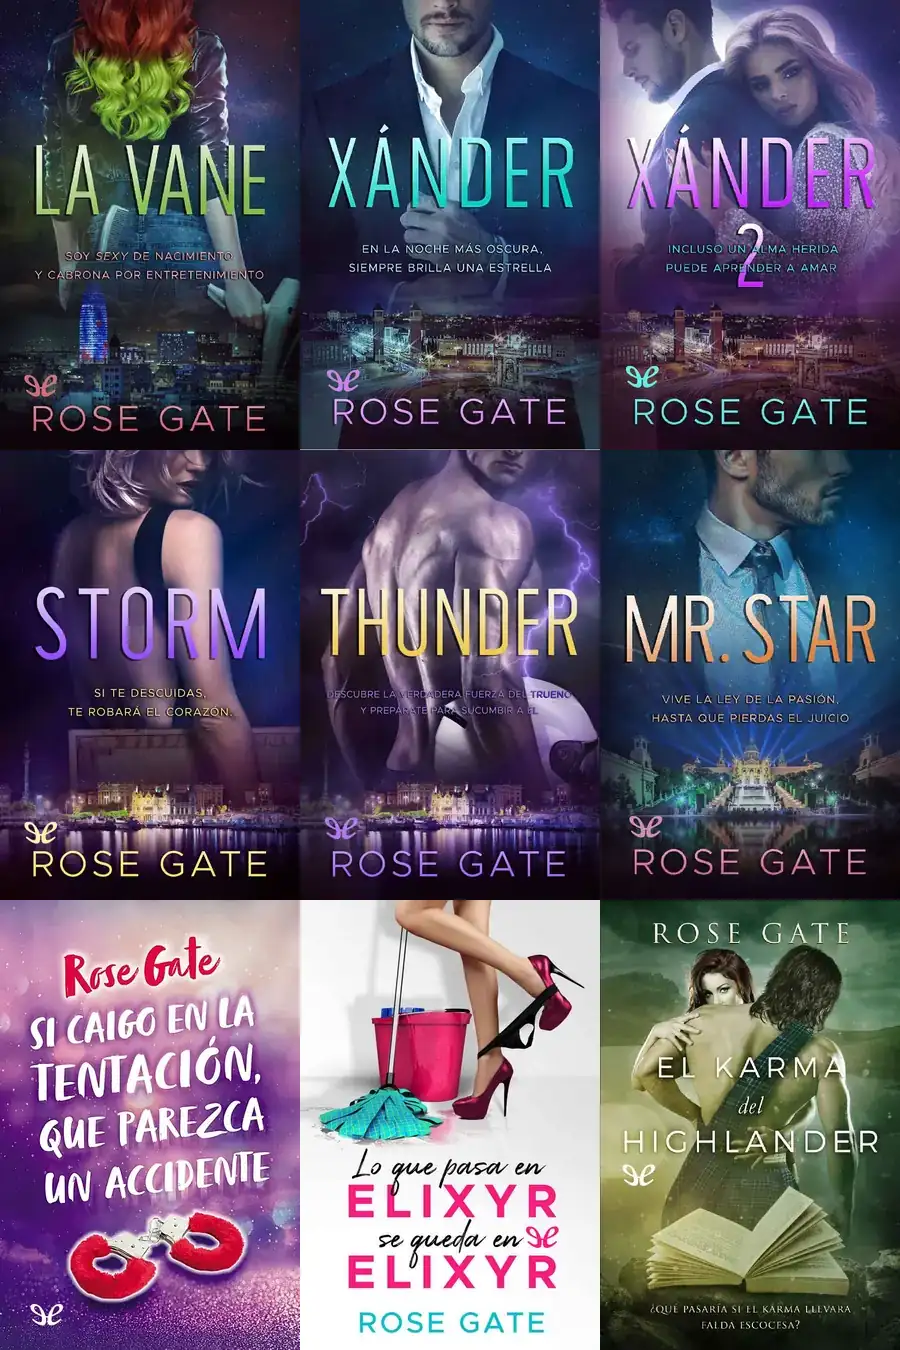 LA VANE
SOY SEXY DE NACIMIENTO
Y CABRONA POR ENTRETENIMIENTO
ROSE GATE
XÁNDER
EN LA NOCHE MÁS OSCURA,
SIEMPRE BRILLA UNA ESTRELLA
ROSE GATE
XÁNDER
2
INCLUSO UN ALMA HERIDA
PUEDE APRENDER A AMAR
ROSE GATE
STORM
SI TE DESCUIDAS,
TE ROBARÁ EL CORAZÓN.
ROSE GATE
THUNDER
DESCUBRE LA VERDADERA FUERZA DEL TRUENO
Y PREPÁRATE PARA SUCUMBIR A ÉL
ROSE GATE
MR. STAR
VIVE LA LEY DE LA PASIÓN,
HASTA QUE PIERDAS EL JUICIO
ROSE GATE
Rose Gate
SI CAIGO EN LA
TENTACIÓN,
QUE PAREZCA
UN ACCIDENTE
Lo que pasa en
ELIXYR
se queda en
ELIXYR
ROSE GATE
ROSE GATE
EL KARMA
del
HIGHLANDER
¿QUÉ PASARÍA SI EL KARMA LLEVARA
FALDA ESCOCESA?